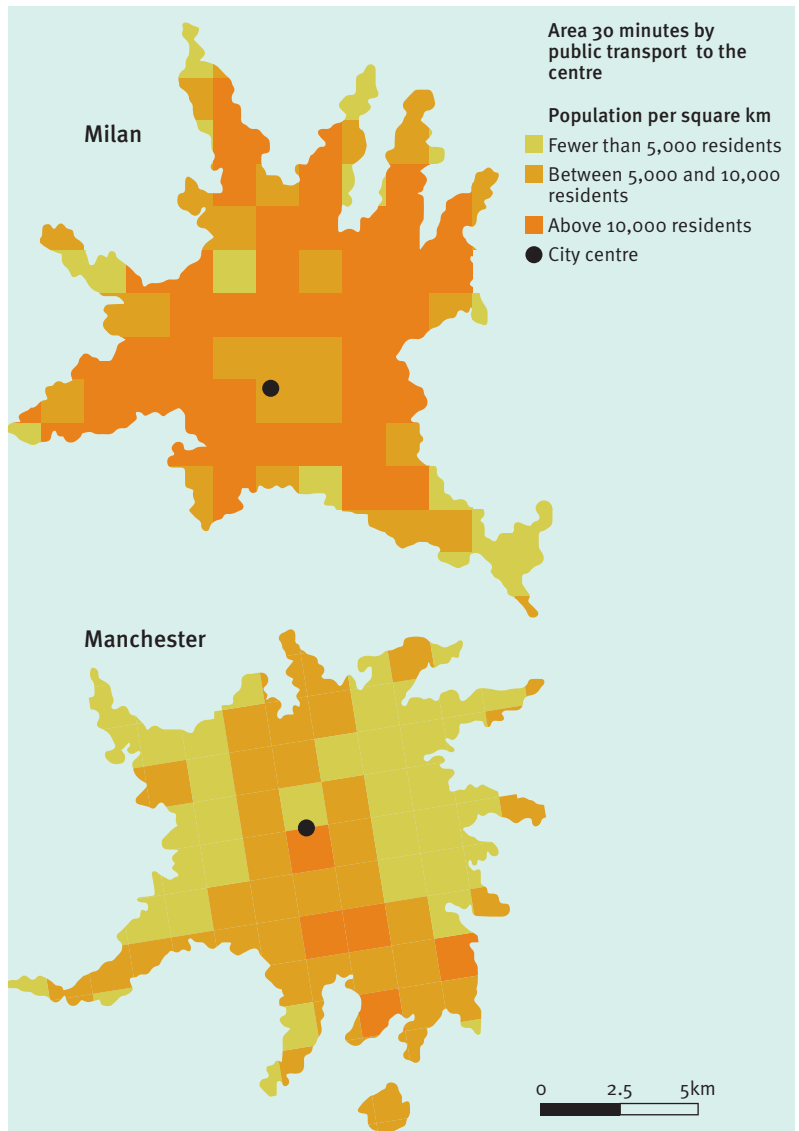 Area 30 minutes by
public transport to the
centre
Population per square km
Fewer than 5,000 residents
Between 5,000 and 10,000
residents
Above 10,000 residents
City centre
Milan
Manchester
0 2.5 5km